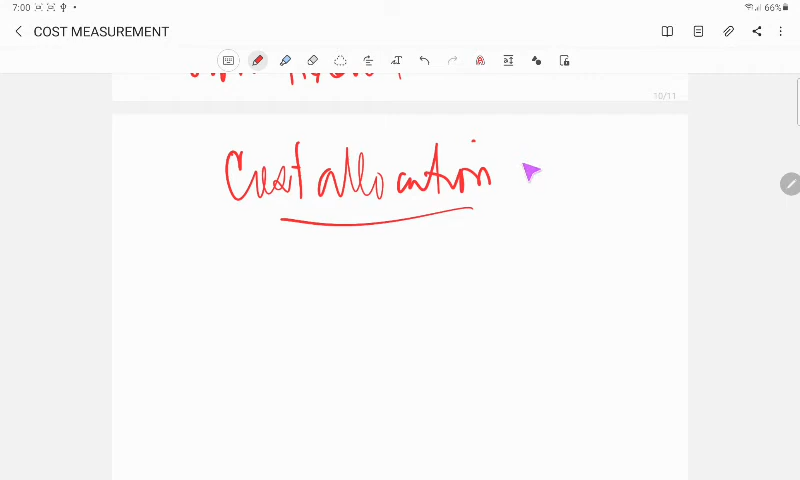 7:00
66%
COST MEASUREMENT
10/11
Cost allocation